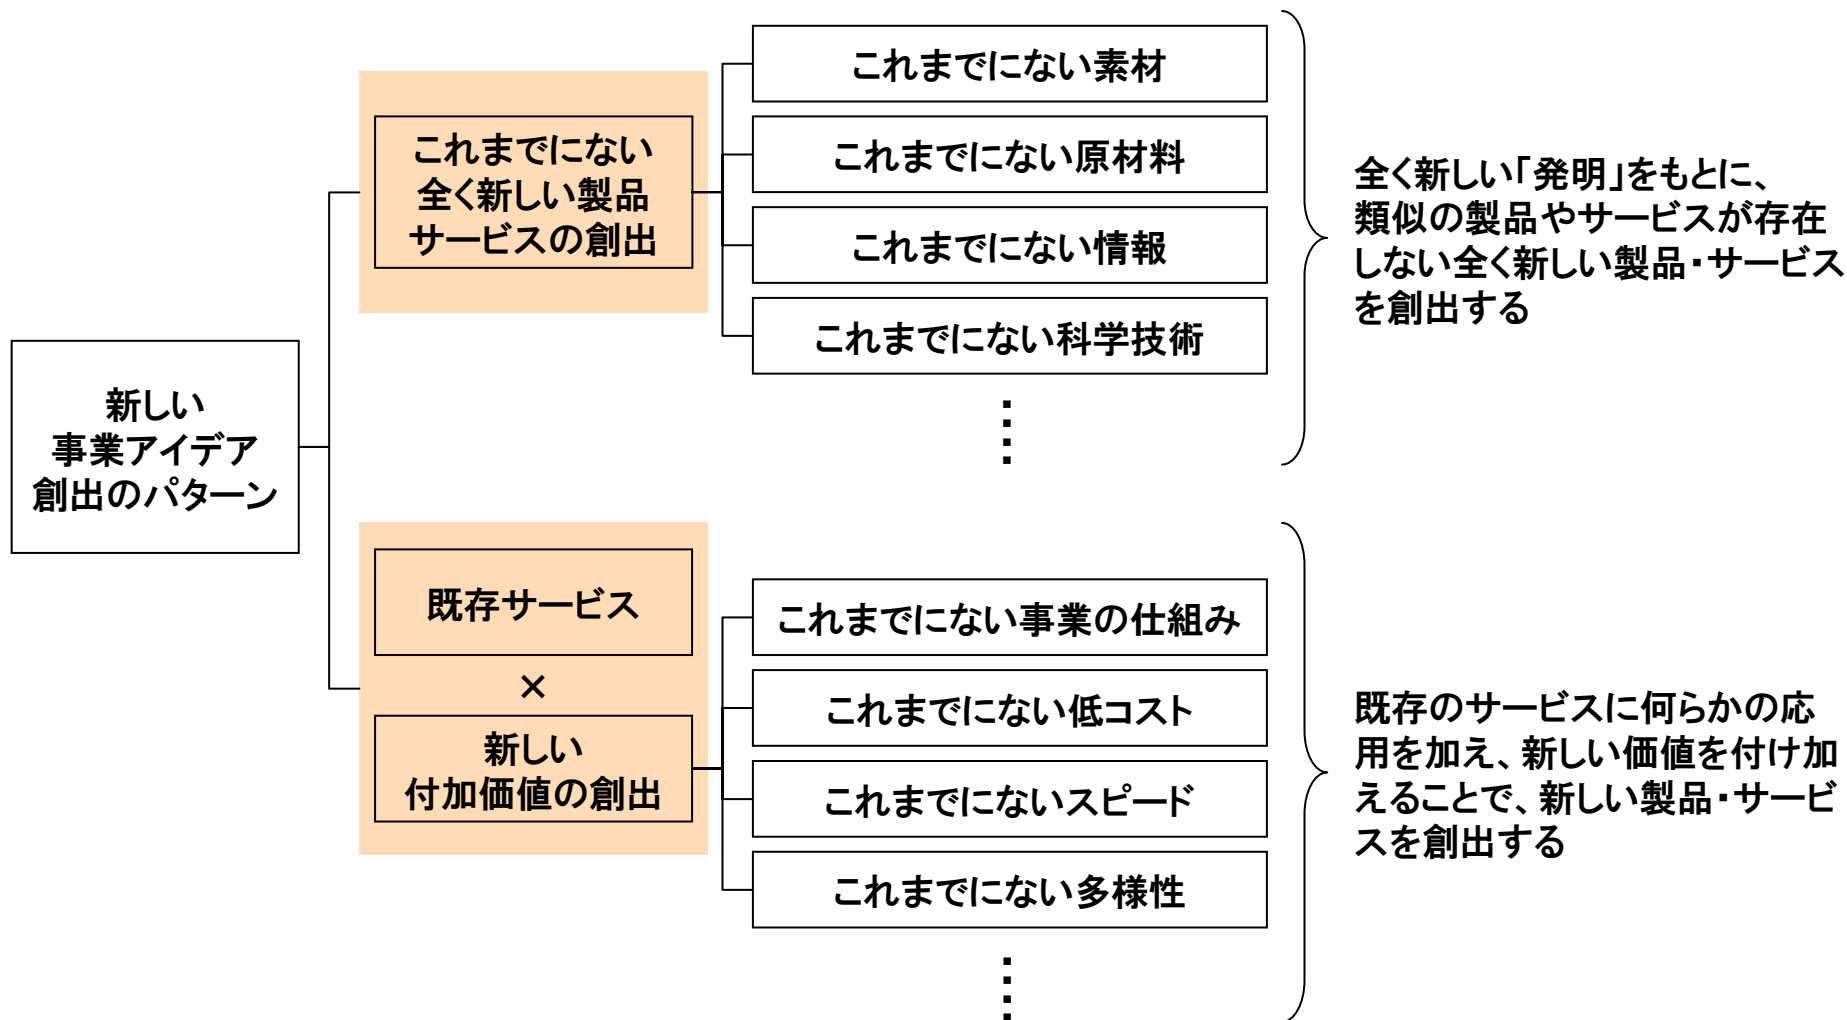 新しい
事業アイデア
創出のパターン
これまでにない
全く新しい製品
サービスの創出
これまでにない素材
これまでにない原材料
これまでにない情報
これまでにない科学技術
全く新しい「発明」をもとに、
類似の製品やサービスが存在
しない全く新しい製品・サービス
を創出する
既存サービス
×
新しい
付加価値の創出
これまでにない事業の仕組み
これまでにない低コスト
これまでにないスピード
これまでにない多様性
既存のサービスに何らかの応
用を加え、新しい価値を付け加
えることで、新しい製品・サービ
スを創出する